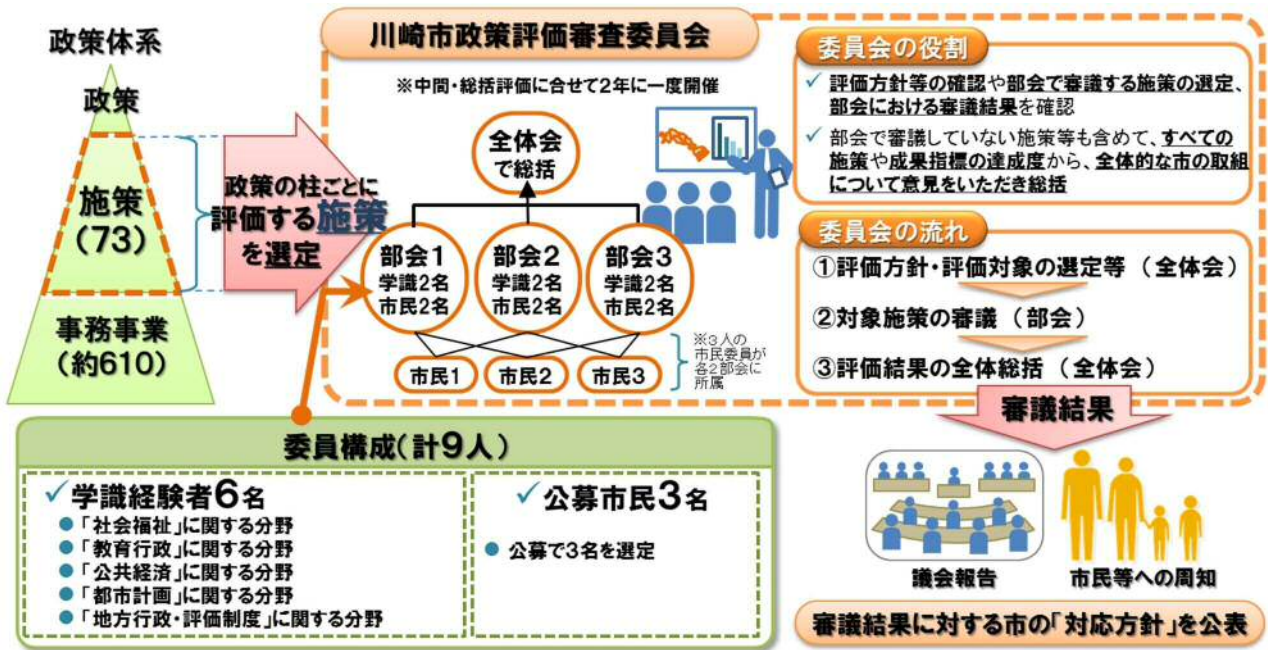 政策体系
政策
施策
（73）
事務事業
（約610）
政策の柱ごとに
評価する施策
を選定
川崎市政策評価審査委員会
※中間・総括評価に合せて2年に一度開催
全体会
で総括
部会1
学識2名
市民2名
部会2
学識2名
市民2名
部会3
学識2名
市民2名
市民1
市民2
市民3
※3人の
市民委員が
各2部会に
所属
委員会の役割
✓ 評価方針等の確認や部会で審議する施策の選定、
部会における審議結果を確認
✓ 部会で審議していない施策等も含めて、すべての
施策や成果指標の達成度から、全体的な市の取組
について意見をいただき総括
委員会の流れ
①評価方針・評価対象の選定等（全体会）
②対象施策の審議（部会）
③評価結果の全体総括（全体会）
審議結果
議会報告
市民等への周知
審議結果に対する市の「対応方針」を公表
委員構成（計9人）
✓学識経験者6名
●「社会福祉」に関する分野
●「教育行政」に関する分野
●「公共経済」に関する分野
●「都市計画」に関する分野
●「地方行政・評価制度」に関する分野
✓公募市民3名
● 公募で3名を選定